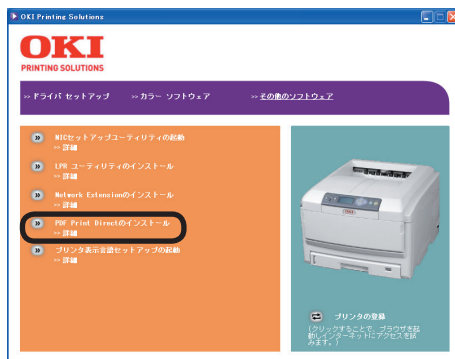 OKI Printing Solutions
OKI
PRINTING SOLUTIONS
>> ドライバ セットアップ >> カラー ソフトウェア >> その他のソフトウェア
NICセットアップユーティリティの起動
>> 詳細
LPR ユーティリティのインストール
>> 詳細
Network Extensionのインストール
>> 詳細
PDF Print Directのインストール
>> 詳細
プリンタ表示言語セットアップの起動
>> 詳細
OKI
プリンタの登録
(クリックすることで、ブラウザを起
動しインターネットにアクセスを試
みます。)